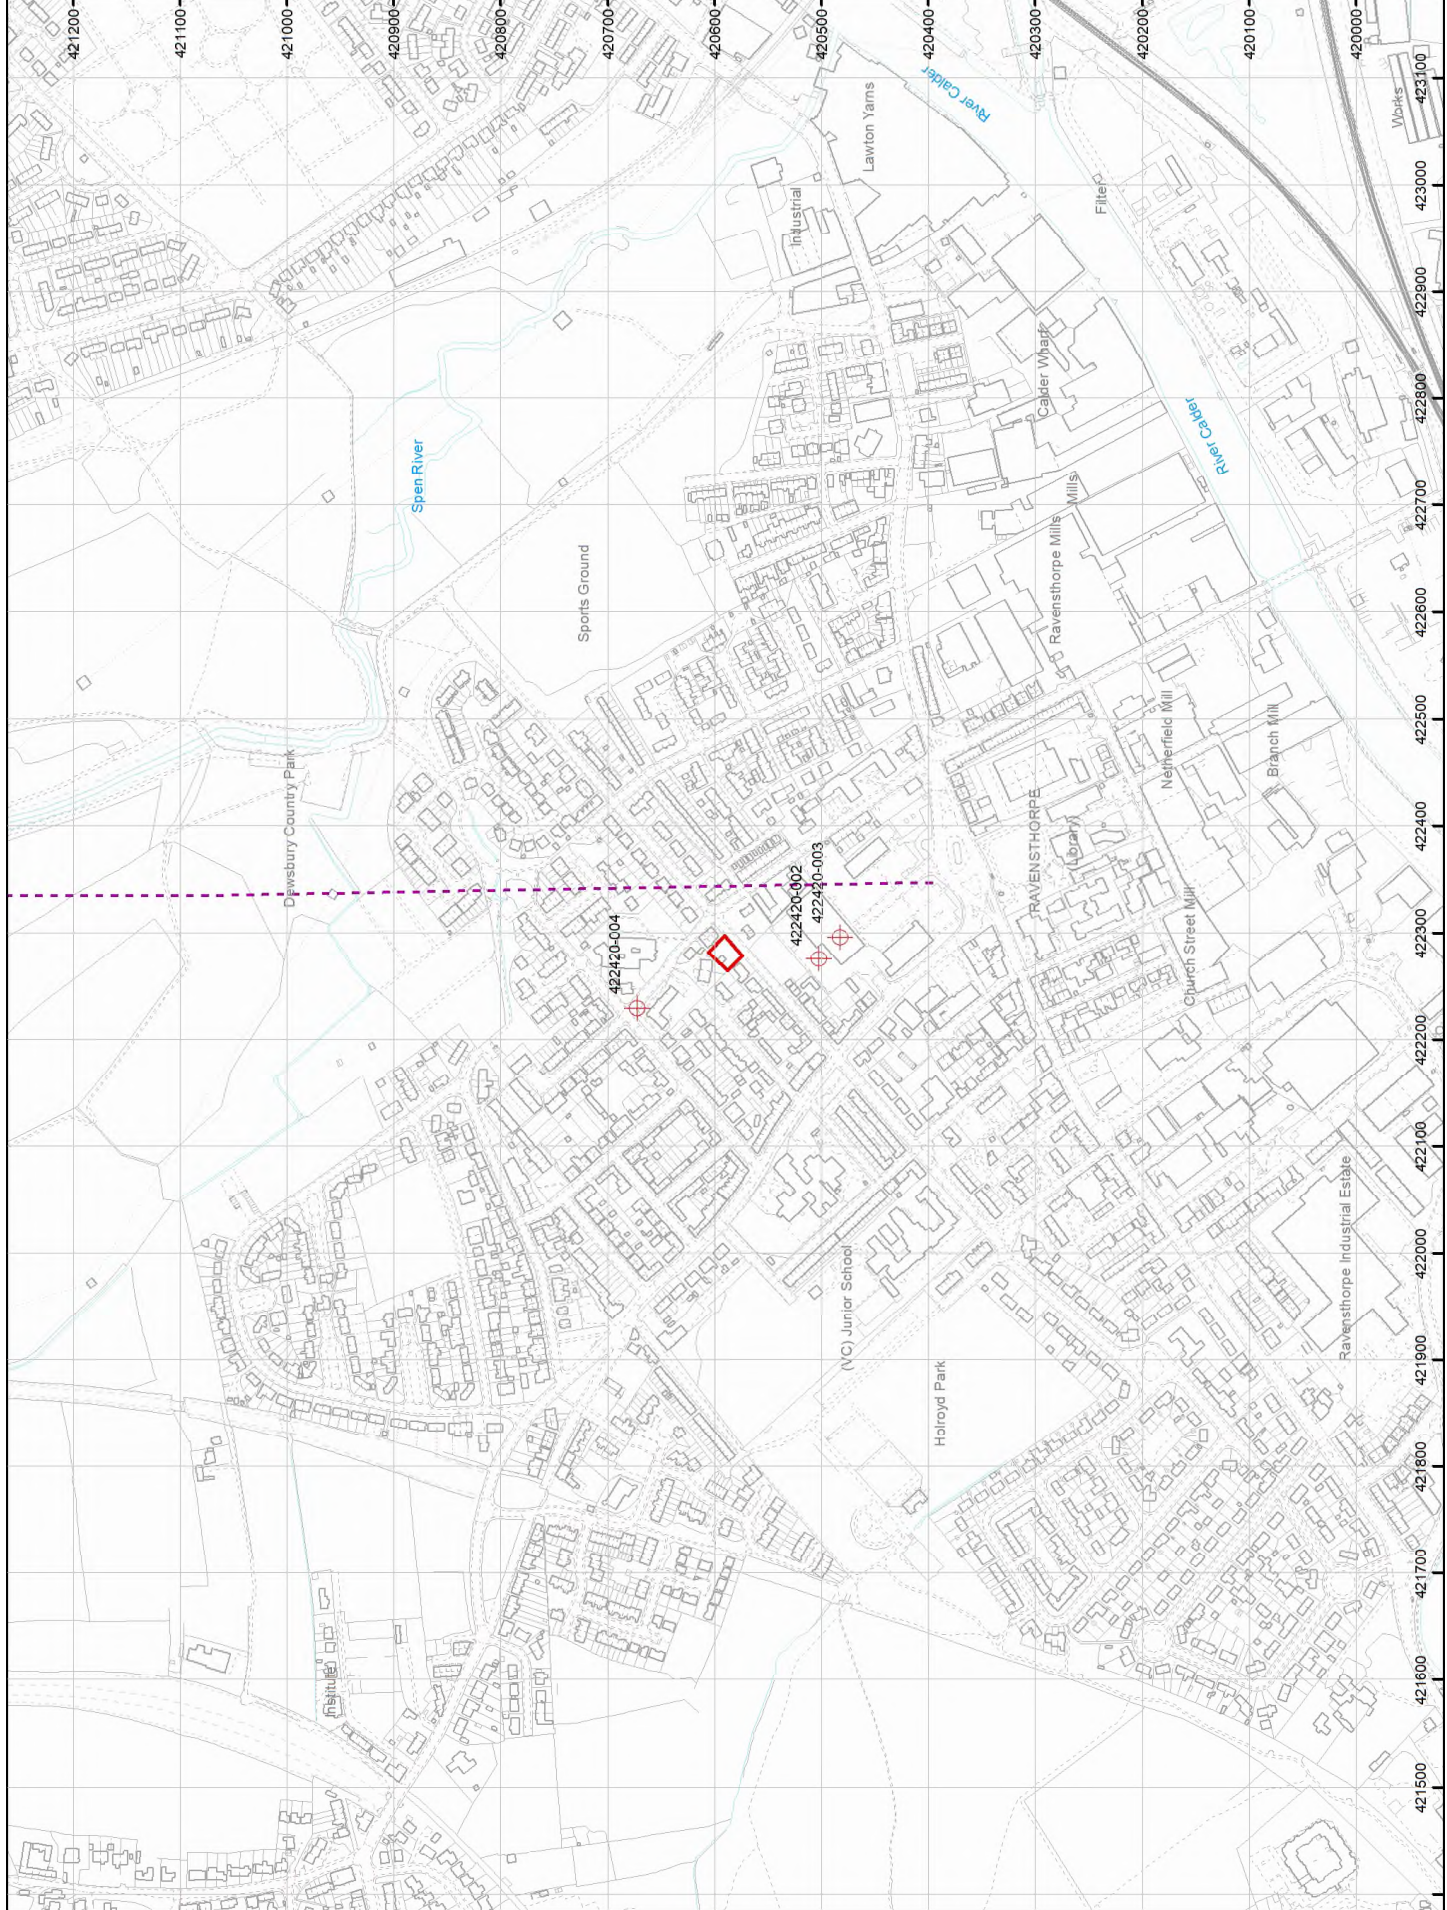 421200
421000
420900
420800
420700
420600
420500
420400
420300
420200
420100
420000
423100
423000
422900
422800
422700
422600
422500
422400
422300
422200
422100
422000
421900
421800
421700
421600
421500
River Calder
Lawton Yarns
Works
Industrial
Filter
Calder Wharf
River Calder
Spen River
Mills
Ravensthorpe Mills
Sports Ground
Netherfield Mill
Branch Mill
Dewsbury Country Park
RAVENSTHORPE
(Library)
Church Street Mill
422420-004
422420-002
422420-003
Ravensthorpe Industrial Estate
(VC) Junior School
Holroyd Park
Institute